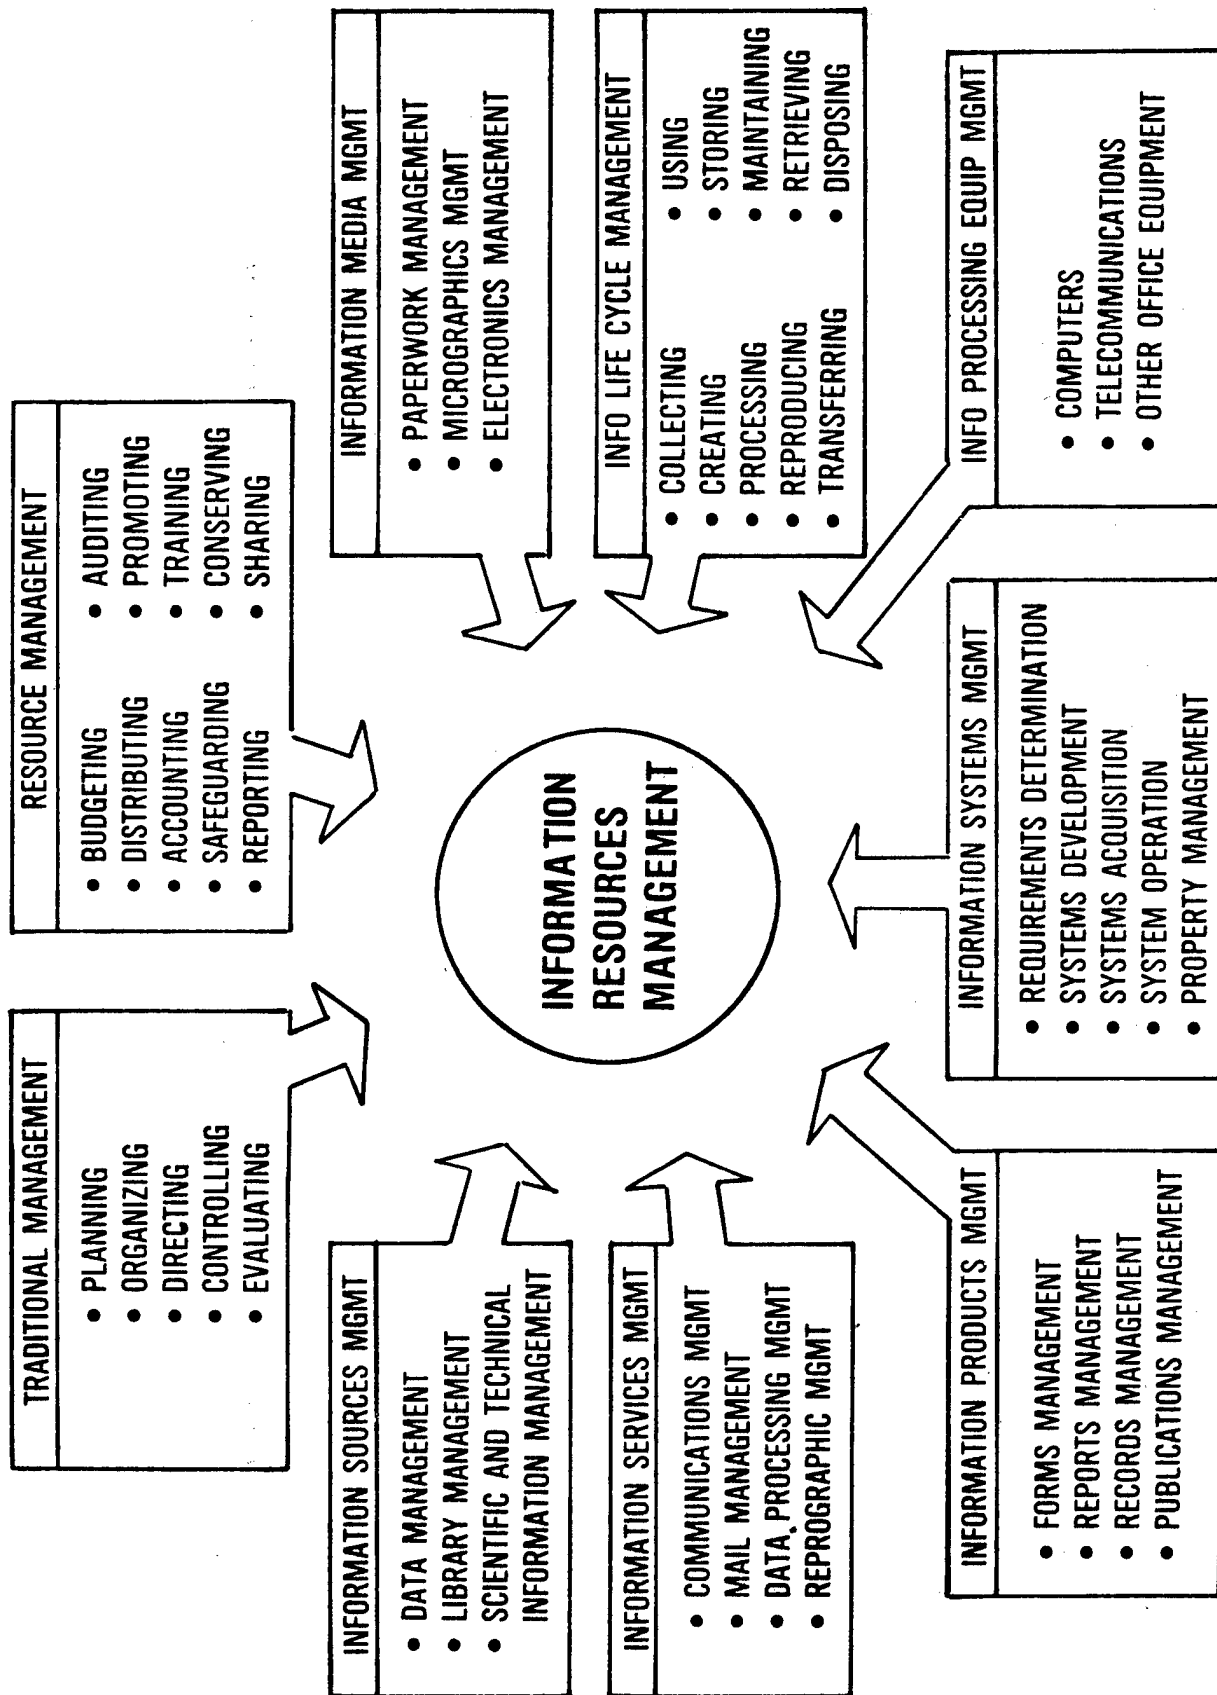 TRADITIONAL MANAGEMENT
• PLANNING
• ORGANIZING
• DIRECTING
• CONTROLLING
• EVALUATING
RESOURCE MANAGEMENT
• BUDGETING
• DISTRIBUTING
• ACCOUNTING
• SAFEGUARDING
• REPORTING
• AUDITING
• PROMOTING
• TRAINING
• CONSERVING
• SHARING
INFORMATION SOURCES MGMT
• DATA MANAGEMENT
• LIBRARY MANAGEMENT
• SCIENTIFIC AND TECHNICAL
INFORMATION MANAGEMENT
INFORMATION MEDIA MGMT
• PAPERWORK MANAGEMENT
• MICROGRAPHICS MGMT
• ELECTRONICS MANAGEMENT
INFORMATION
RESOURCES
MANAGEMENT
INFORMATION SERVICES MGMT
• COMMUNICATIONS MGMT
• MAIL MANAGEMENT
• DATA PROCESSING MGMT
• REPROGRAPHIC MGMT
INFO LIFE CYCLE MANAGEMENT
• COLLECTING
• CREATING
• PROCESSING
• REPRODUCING
• TRANSFERRING
• USING
• STORING
• MAINTAINING
• RETRIEVING
• DISPOSING
INFORMATION PRODUCTS MGMT
• FORMS MANAGEMENT
• REPORTS MANAGEMENT
• RECORDS MANAGEMENT
• PUBLICATIONS MANAGEMENT
INFORMATION SYSTEMS MGMT
• REQUIREMENTS DETERMINATION
• SYSTEMS DEVELOPMENT
• SYSTEMS ACQUISITION
• SYSTEM OPERATION
• PROPERTY MANAGEMENT
INFO PROCESSING EQUIP MGMT
• COMPUTERS
• TELECOMMUNICATIONS
• OTHER OFFICE EQUIPMENT